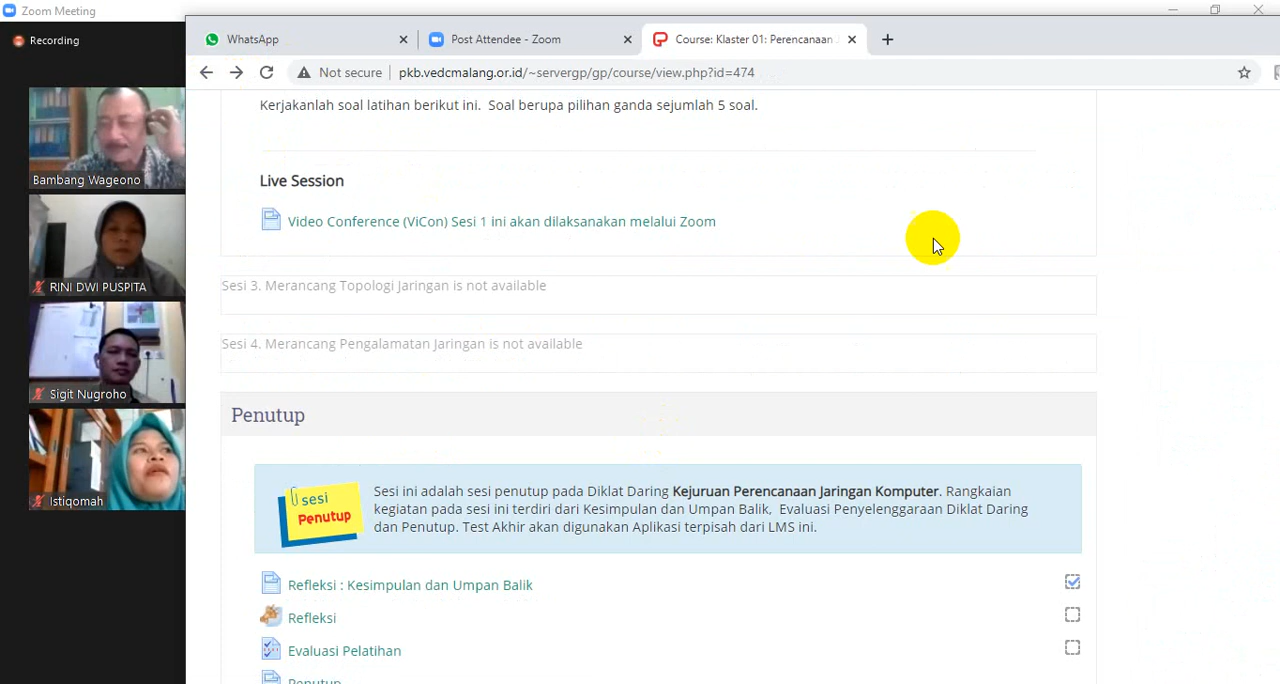 Zoom Meeting
Recording
WhatsApp
Post Attendee - Zoom
Course: Klaster 01: Perencanaan J
Not secure
pkb.vedcmalang.or.id/~servergp/gp/course/view.php?id=474
Bambang Wageono
RINI DWI PUSPITA
Sigit Nugroho
Istiqomah
Kerjakanlah soal latihan berikut ini. Soal berupa pilihan ganda sejumlah 5 soal.
Live Session
Video Conference (ViCon) Sesi 1 ini akan dilaksanakan melalui Zoom
Sesi 3. Merancang Topologi Jaringan is not available
Sesi 4. Merancang Pengalamatan Jaringan is not available
Penutup
sesi
Penutup
Sesi ini adalah sesi penutup pada Diklat Daring Kejuruan Perencanaan Jaringan Komputer. Rangkaian
kegiatan pada sesi ini terdiri dari Kesimpulan dan Umpan Balik, Evaluasi Penyelenggaraan Diklat Daring
dan Penutup. Test Akhir akan digunakan Aplikasi terpisah dari LMS ini.
Refleksi : Kesimpulan dan Umpan Balik
Refleksi
Evaluasi Pelatihan
Penutup